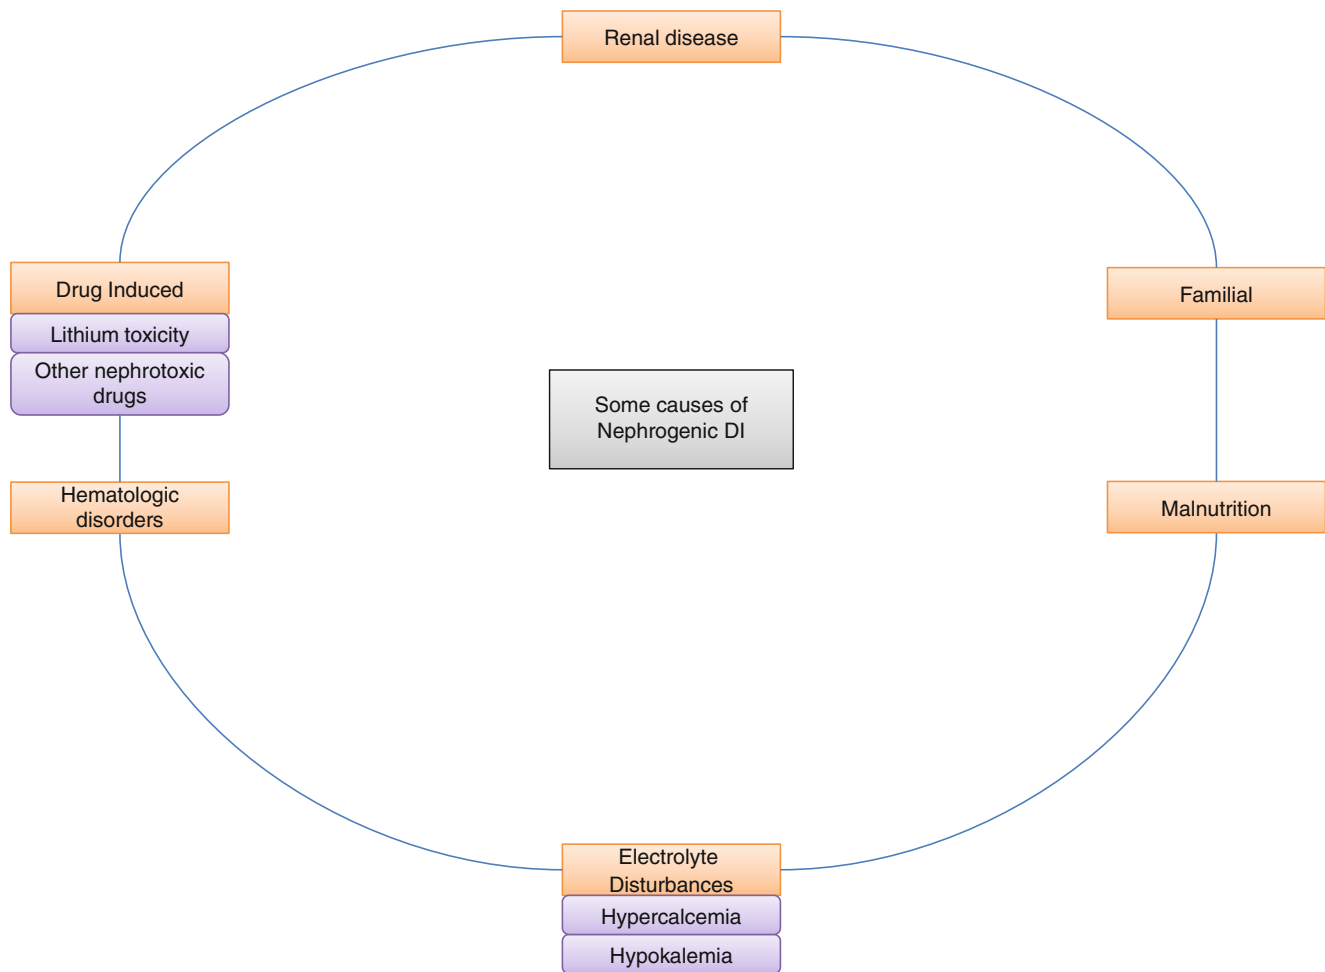 Renal disease
Drug Induced
Lithium toxicity
Other nephrotoxic
drugs
Familial
Some causes of
Nephrogenic DI
Hematologic
disorders
Malnutrition
Electrolyte
Disturbances
Hypercalcemia
Hypokalemia